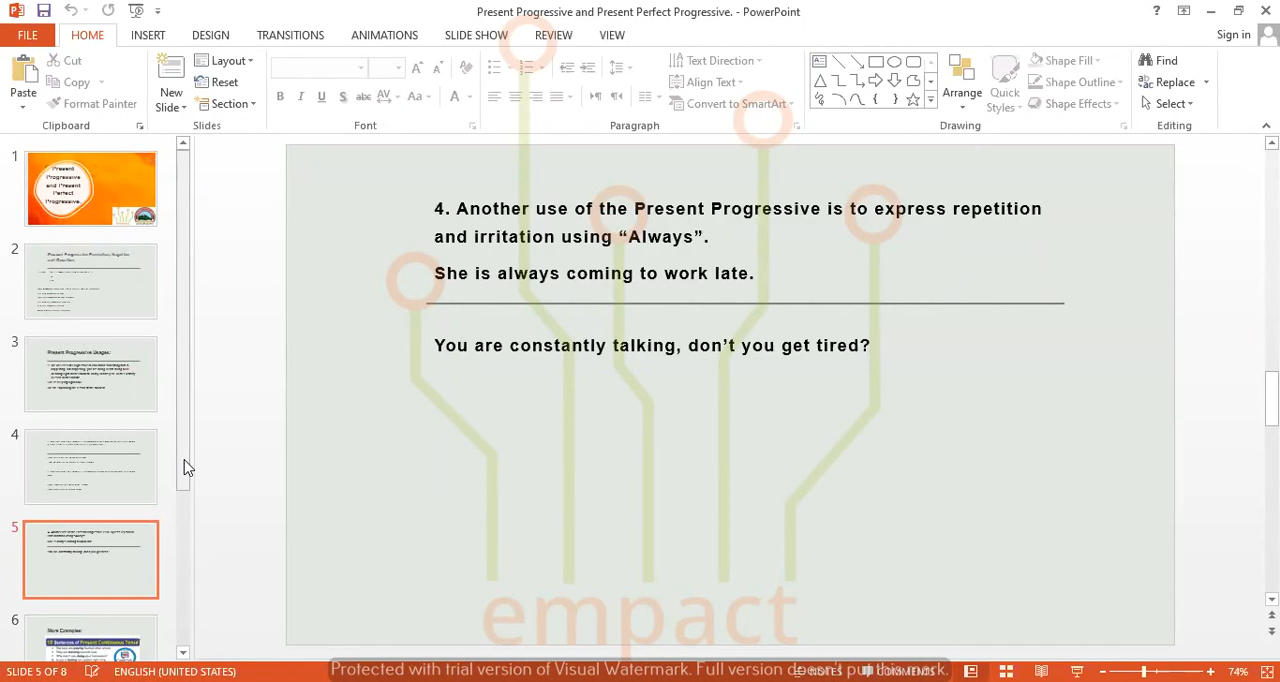 Present Progressive and Present Perfect Progressive. - PowerPoint
FILE HOME INSERT DESIGN TRANSITIONS ANIMATIONS SLIDE SHOW REVIEW VIEW Sign in
Paste
Cut
Copy
Format Painter
New Slide
Layout
Reset
Section
Text Direction
Align Text
Convert to SmartArt
Arrange
Quick Styles
Shape Fill
Shape Outline
Shape Effects
Find
Replace
Select
Clipboard Slides Font Paragraph Drawing Editing
1
Present
Progressive
and Present
Perfect
Progressive.
2
3
Present Progressive Usages:
4
5
6
More Examples:
4. Another use of the Present Progressive is to express repetition
and irritation using “Always”.
She is always coming to work late.
You are constantly talking, don’t you get tired?
empact
SLIDE 5 OF 8 ENGLISH (UNITED STATES) NOTES COMMENTS 74%
Protected with trial version of Visual Watermark. Full version doesn't put this mark.